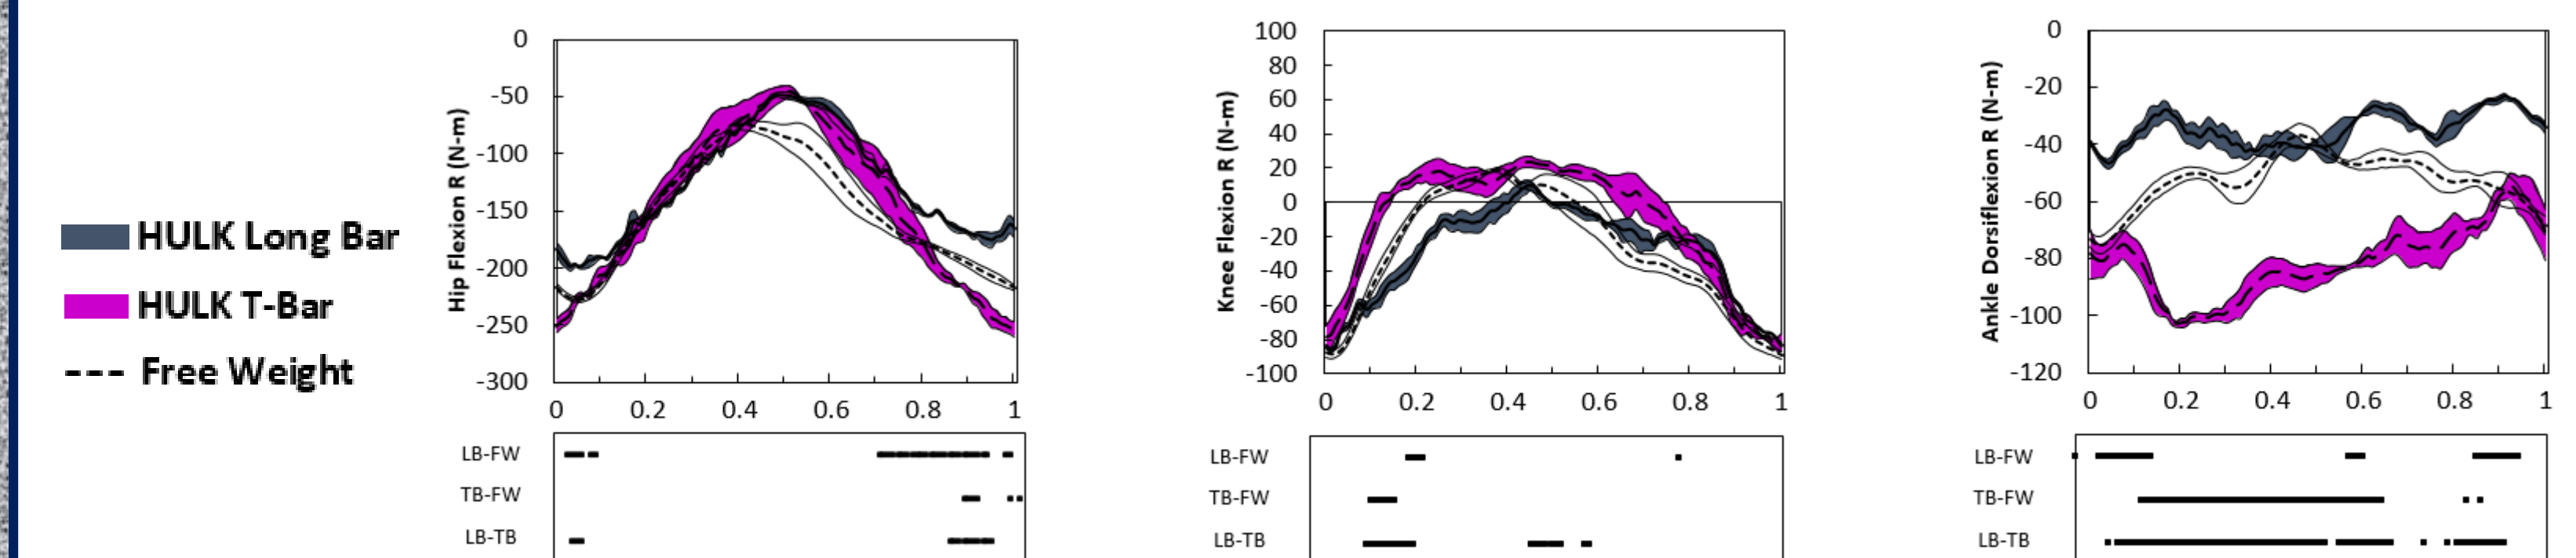 HULK Long Bar
HULK T-Bar
Free Weight
Hip Flexion R (N-m)
0
-50
-100
-150
-200
-250
-300
0 0.2 0.4 0.6 0.8 1
LB-FW
TB-FW
LB-TB
Knee Flexion R (N-m)
100
80
60
40
20
0
-20
-40
-60
-80
-100
0 0.2 0.4 0.6 0.8 1
LB-FW
TB-FW
LB-TB
Ankle Dorsiflexion R (N-m)
0
-20
-40
-60
-80
-100
-120
0 0.2 0.4 0.6 0.8 1
LB-FW
TB-FW
LB-TB